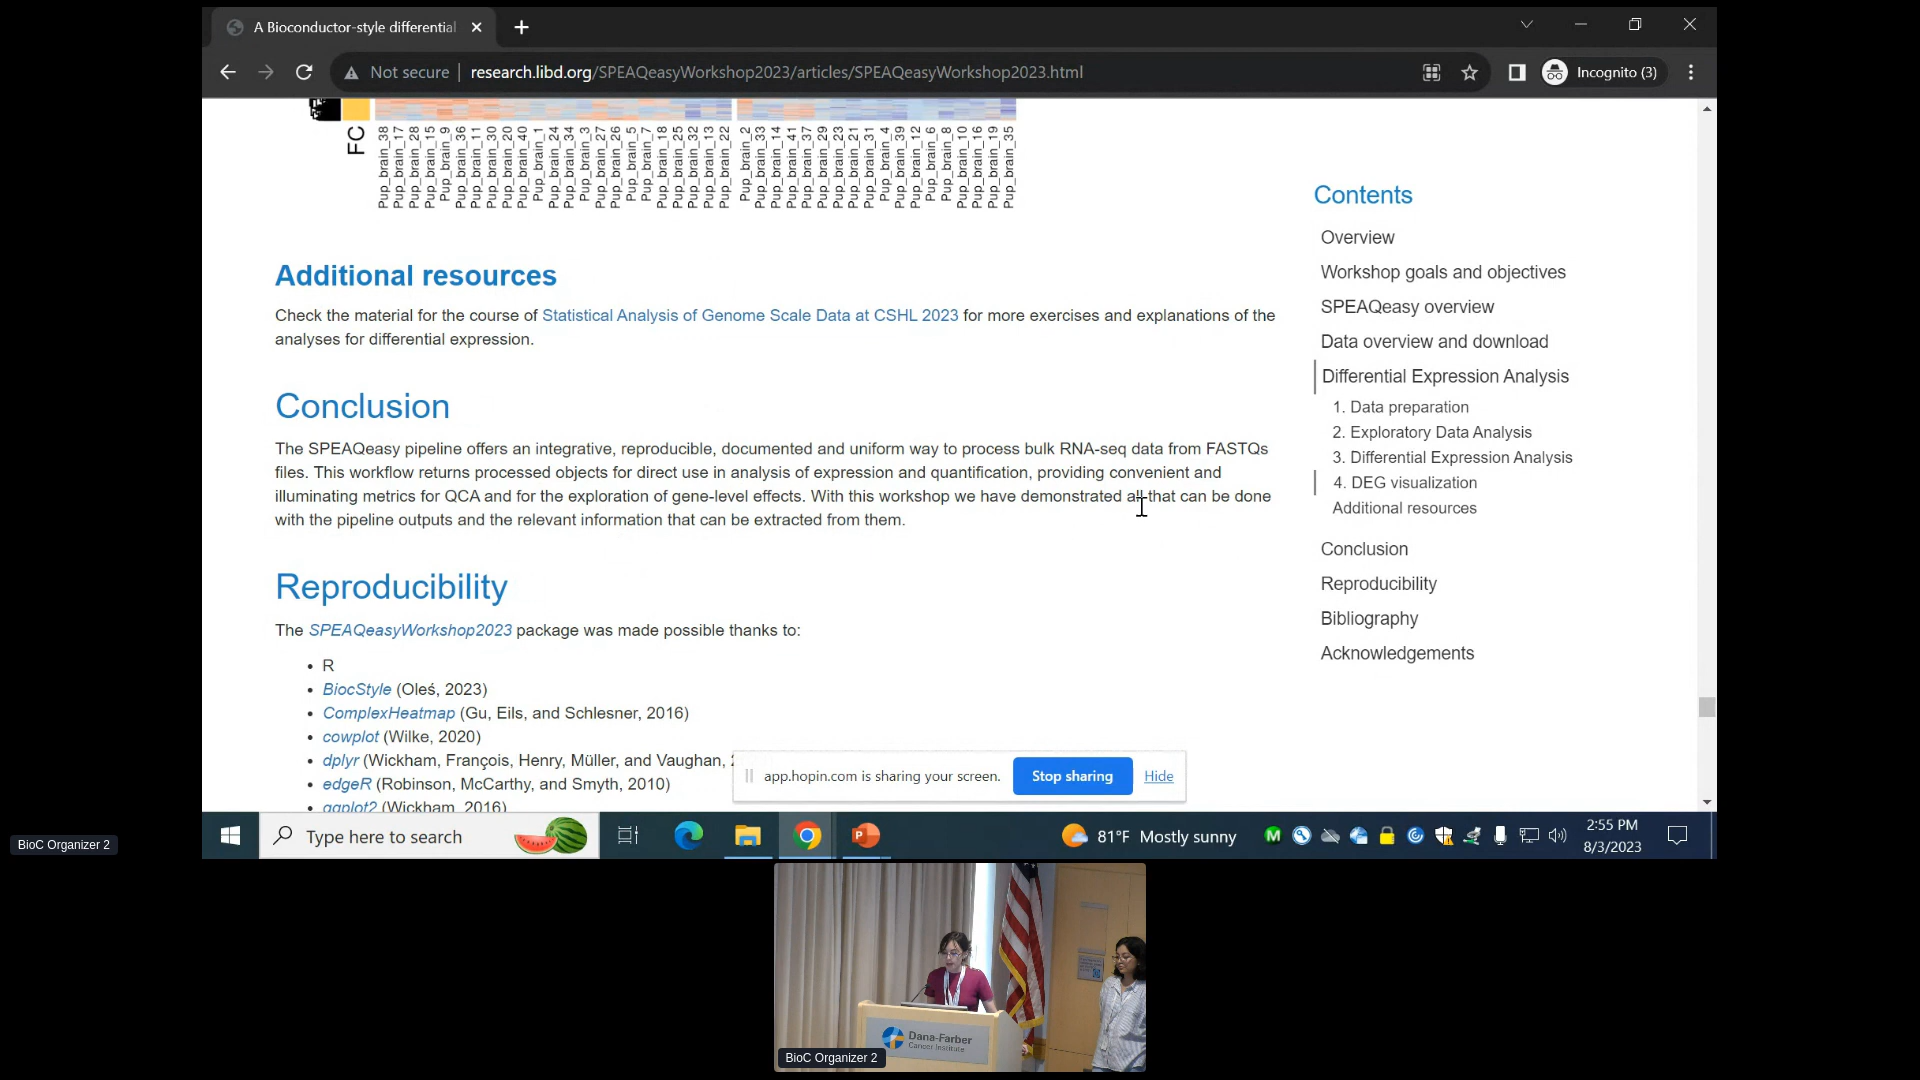 A Bioconductor-style differential
Not secure
research.libd.org/SPEAQeasyWorkshop2023/articles/SPEAQeasyWorkshop2023.html
Incognito (3)
FC
Pup_brain_38
Pup_brain_17
Pup_brain_28
Pup_brain_15
Pup_brain_9
Pup_brain_36
Pup_brain_11
Pup_brain_30
Pup_brain_20
Pup_brain_40
Pup_brain_1
Pup_brain_24
Pup_brain_34
Pup_brain_3
Pup_brain_27
Pup_brain_26
Pup_brain_5
Pup_brain_7
Pup_brain_18
Pup_brain_25
Pup_brain_32
Pup_brain_13
Pup_brain_22
Pup_brain_2
Pup_brain_33
Pup_brain_14
Pup_brain_41
Pup_brain_37
Pup_brain_29
Pup_brain_23
Pup_brain_21
Pup_brain_31
Pup_brain_4
Pup_brain_39
Pup_brain_12
Pup_brain_6
Pup_brain_8
Pup_brain_10
Pup_brain_16
Pup_brain_19
Pup_brain_35
Additional resources
Check the material for the course of Statistical Analysis of Genome Scale Data at CSHL 2023 for more exercises and explanations of the
analyses for differential expression.
Conclusion
The SPEAQeasy pipeline offers an integrative, reproducible, documented and uniform way to process bulk RNA-seq data from FASTQs
files. This workflow returns processed objects for direct use in analysis of expression and quantification, providing convenient and
illuminating metrics for QCA and for the exploration of gene-level effects. With this workshop we have demonstrated all that can be done
with the pipeline outputs and the relevant information that can be extracted from them.
Reproducibility
The SPEAQeasyWorkshop2023 package was made possible thanks to:
• R
• BiocStyle (Oleś, 2023)
• ComplexHeatmap (Gu, Eils, and Schlesner, 2016)
• cowplot (Wilke, 2020)
• dplyr (Wickham, François, Henry, Müller, and Vaughan,
• edgeR (Robinson, McCarthy, and Smyth, 2010)
• ggplot2 (Wickham, 2016)
Contents
Overview
Workshop goals and objectives
SPEAQeasy overview
Data overview and download
Differential Expression Analysis
1. Data preparation
2. Exploratory Data Analysis
3. Differential Expression Analysis
4. DEG visualization
Additional resources
Conclusion
Reproducibility
Bibliography
Acknowledgements
app.hopin.com is sharing your screen.
Stop sharing
Hide
Type here to search
81°F Mostly sunny
2:55 PM
8/3/2023
BioC Organizer 2
Dana-Farber
Cancer Institute
BioC Organizer 2